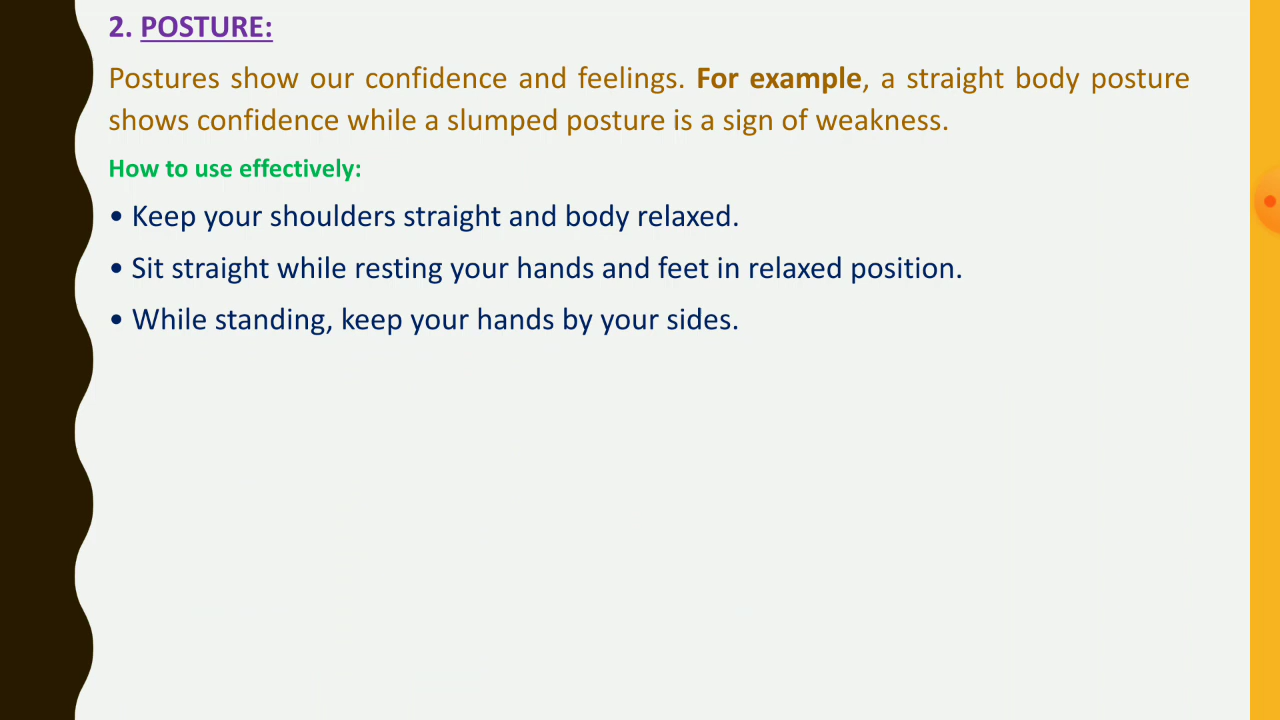 2. POSTURE:
Postures show our confidence and feelings. For example, a straight body posture
shows confidence while a slumped posture is a sign of weakness.
How to use effectively:
• Keep your shoulders straight and body relaxed.
• Sit straight while resting your hands and feet in relaxed position.
• While standing, keep your hands by your sides.